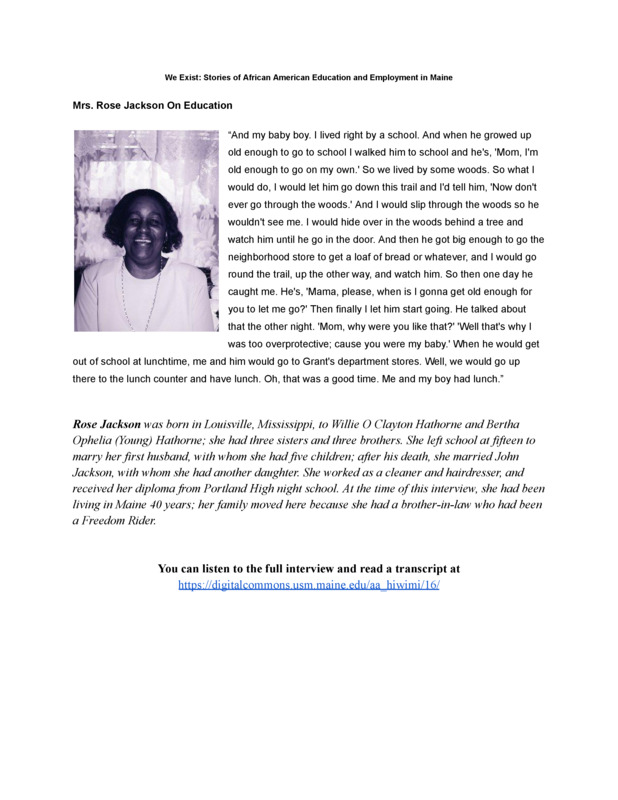 We Exist: Stories of African American Education and Employment in Maine
Mrs. Rose Jackson On Education
“And my baby boy. I lived right by a school. And when he growed up
old enough to go to school I walked him to school and he's, 'Mom, I'm
old enough to go on my own.' So we lived by some woods. So what I
would do, I would let him go down this trail and I'd tell him, 'Now don't
ever go through the woods.' And I would slip through the woods so he
wouldn't see me. I would hide over in the woods behind a tree and
watch him until he go in the door. And then he got big enough to go the
neighborhood store to get a loaf of bread or whatever, and I would go
round the trail, up the other way, and watch him. So then one day he
caught me. He's, 'Mama, please, when is I gonna get old enough for
you to let me go?' Then finally I let him start going. He talked about
that the other night. 'Mom, why were you like that?' 'Well that's why I
was too overprotective; cause you were my baby.' When he would get
out of school at lunchtime, me and him would go to Grant's department stores. Well, we would go up
there to the lunch counter and have lunch. Oh, that was a good time. Me and my boy had lunch.”
Rose Jackson was born in Louisville, Mississippi, to Willie O Clayton Hathorne and Bertha
Ophelia (Young) Hathorne; she had three sisters and three brothers. She left school at fifteen to
marry her first husband, with whom she had five children; after his death, she married John
Jackson, with whom she had another daughter. She worked as a cleaner and hairdresser, and
received her diploma from Portland High night school. At the time of this interview, she had been
living in Maine 40 years; her family moved here because she had a brother-in-law who had been
a Freedom Rider.
You can listen to the full interview and read a transcript at
https://digitalcommons.usm.maine.edu/aa_hiwimi/16/